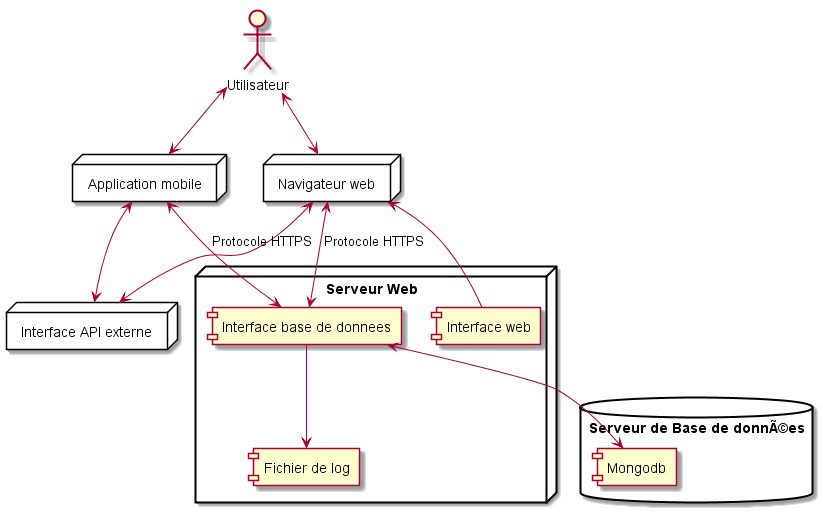 Utilisateur
Application mobile
Navigateur web
Protocole HTTPS
Protocole HTTPS
Serveur Web
Interface API externe
Interface base de donnees
Interface web
Serveur de Base de donnÃ©es
Fichier de log
Mongodb